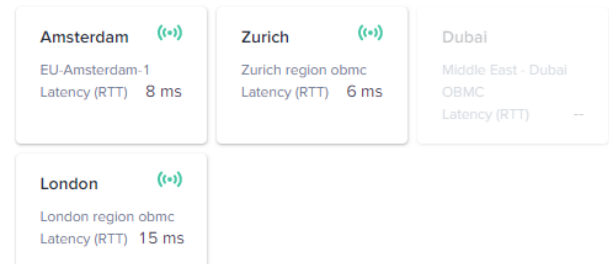 Amsterdam
EU-Amsterdam-1
Latency (RTT) 8 ms
Zurich
Zurich region obmc
Latency (RTT) 6 ms
Dubai
Middle East - Dubai
OBMC
Latency (RTT) --
London
London region obmc
Latency (RTT) 15 ms